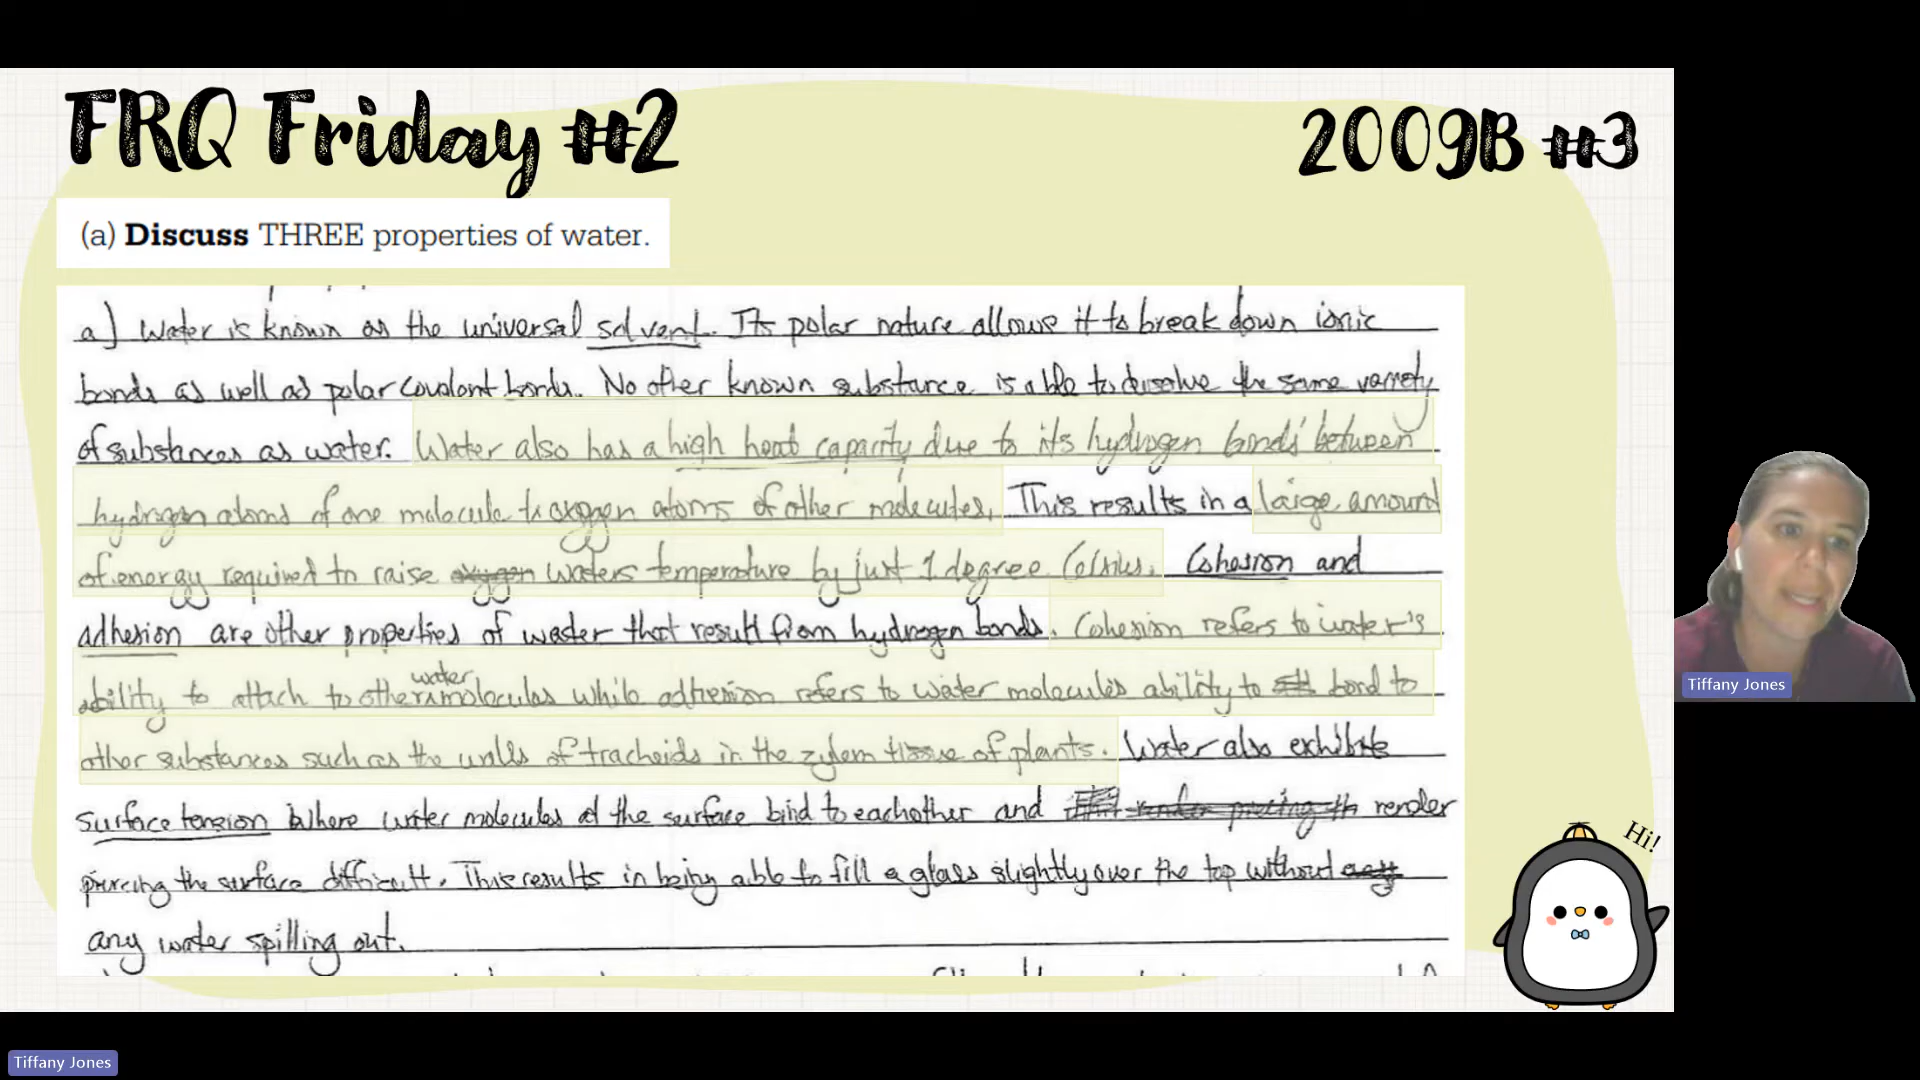 FRQ Friday #2
2009B #3
(a) Discuss THREE properties of water.
a) Water is known as the universal solvent. Its polar nature allows it to break down ionic
bonds as well as polar covalent bonds. No other known substance is able to dissolve the same variety
of substances as water. Water also has a high heat capacity due to its hydrogen bonds between
hydrogen atoms of one molecule to oxygen atoms of other molecules. This results in a large amount
of energy required to raise oxygen waters temperature by just 1 degree Celsius. Cohesion and
adhesion are other properties of water that result from hydrogen bonds. Cohesion refers to water's
ability to attach to other water molecules while adhesion refers to water molecules ability to bond to
other substances such as the walls of tracheids in the zylem tissue of plants. Water also exhibits
surface tension where water molecules at the surface bind to eachother and render
piercing the surface difficult. This results in being able to fill a glass slightly over the top without
any water spilling out.
Hi!
Tiffany Jones
Tiffany Jones